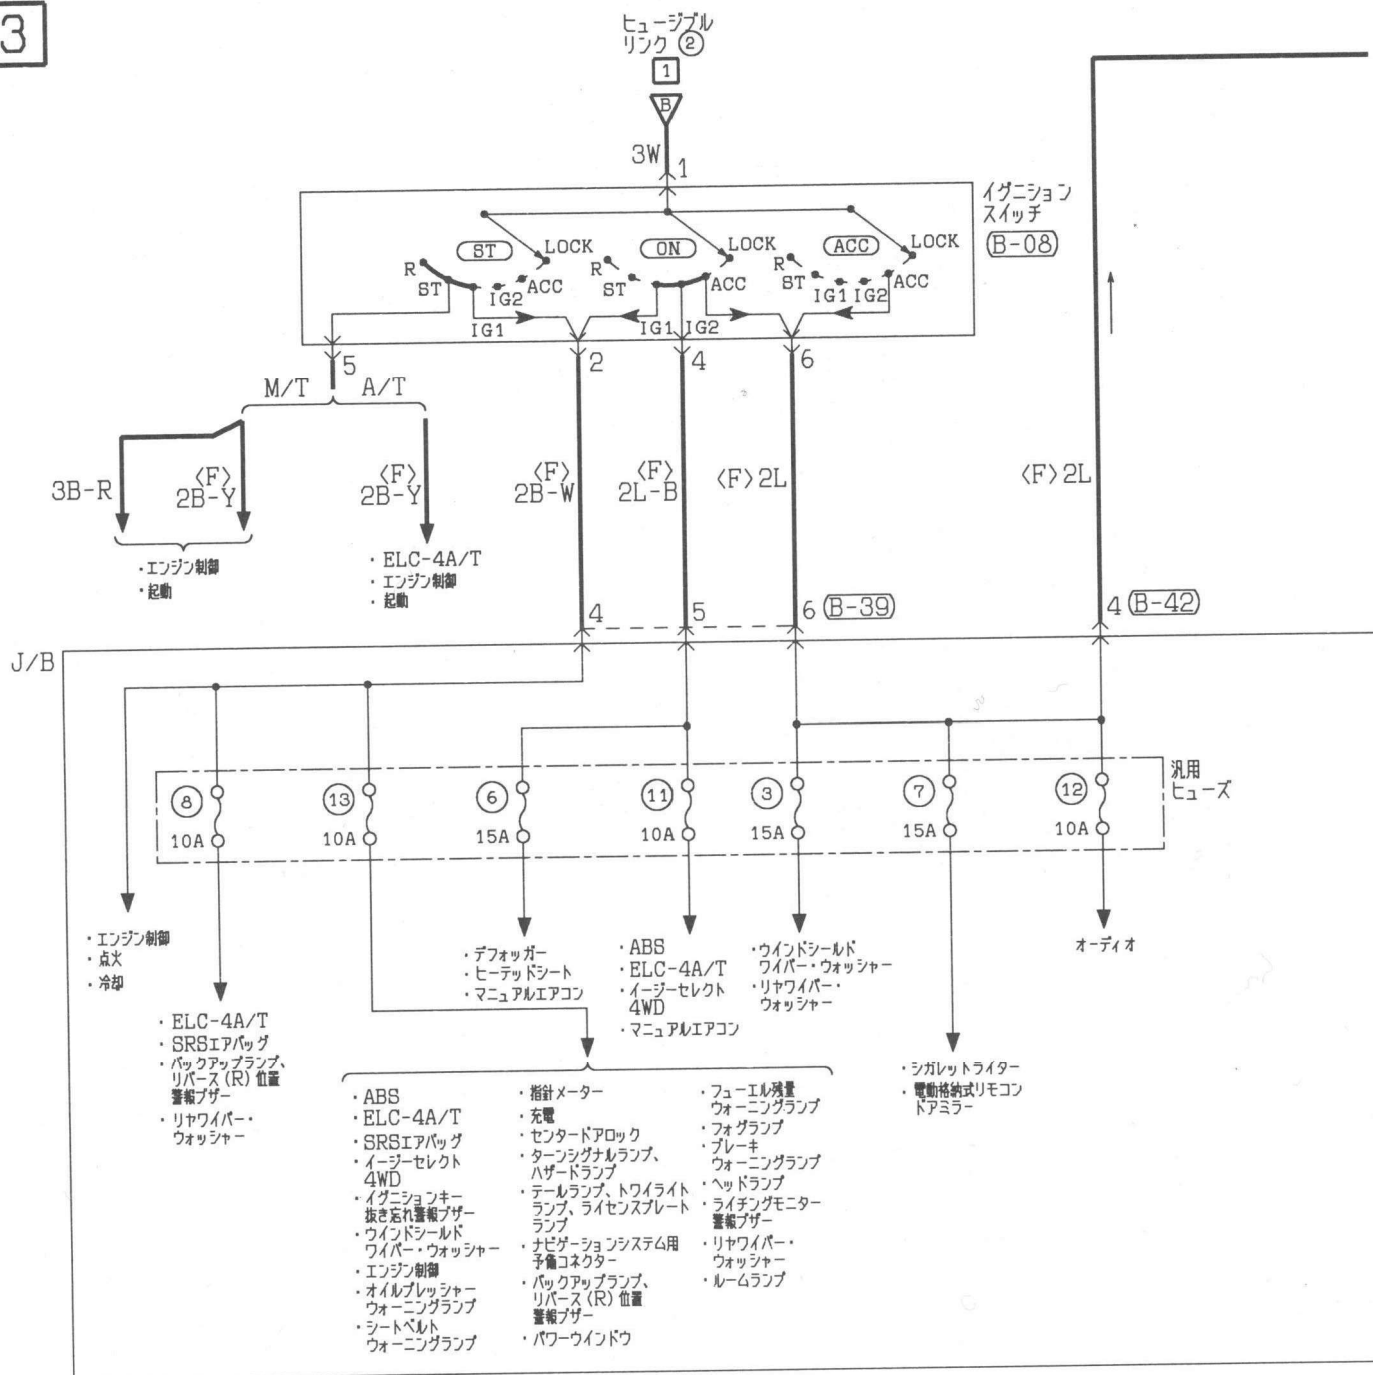 3
ヒュージブル
リンク ②
1
B
3W
1
イグニション
スイッチ
B-08
ST
LOCK
ON
LOCK
ACC
LOCK
R
ST
IG1
IG2
ACC
R
ST
IG1
IG2
ACC
R
ST
IG1
IG2
ACC
5
2
4
6
M/T
A/T
3B-R
〈F〉
2B-Y
〈F〉
2B-Y
〈F〉
2B-W
〈F〉
2L-B
〈F〉2L
〈F〉2L
・エンジン制御
・起動
・ELC-4A/T
・エンジン制御
・起動
4
5
6
B-39
4
B-42
J/B
汎用
ヒューズ
⑧
10A
⑬
10A
⑥
15A
⑪
10A
③
15A
⑦
15A
⑫
10A
・エンジン制御
・点火
・冷却
・ELC-4A/T
・SRSエアバッグ
・バックアップランプ、
リバース(R)位置
警報ブザー
・リヤワイパー・
ウォッシャー
・デフォッガー
・ヒーテッドシート
・マニュアルエアコン
・ABS
・ELC-4A/T
・イージーセレクト
4WD
・マニュアルエアコン
・ウインドシールド
ワイパー・ウォッシャー
・リヤワイパー・
ウォッシャー
オーディオ
・シガレットライター
・電動格納式リモコン
ドアミラー
・ABS
・ELC-4A/T
・SRSエアバッグ
・イージーセレクト
4WD
・イグニションキー
抜き忘れ警報ブザー
・ウインドシールド
ワイパー・ウォッシャー
・エンジン制御
・オイルプレッシャー
ウォーニングランプ
・シートベルト
ウォーニングランプ
・指針メーター
・充電
・センタードアロック
・ターンシグナルランプ、
ハザードランプ
・テールランプ、トワイライト
ランプ、ライセンスプレート
ランプ
・ナビゲーションシステム用
予備コネクター
・バックアップランプ、
リバース(R)位置
警報ブザー
・パワーウインドウ
・フューエル残量
ウォーニングランプ
・フォグランプ
・ブレーキ
ウォーニングランプ
・ヘッドランプ
・ライチングモニター
警報ブザー
・リヤワイパー・
ウォッシャー
・ルームランプ